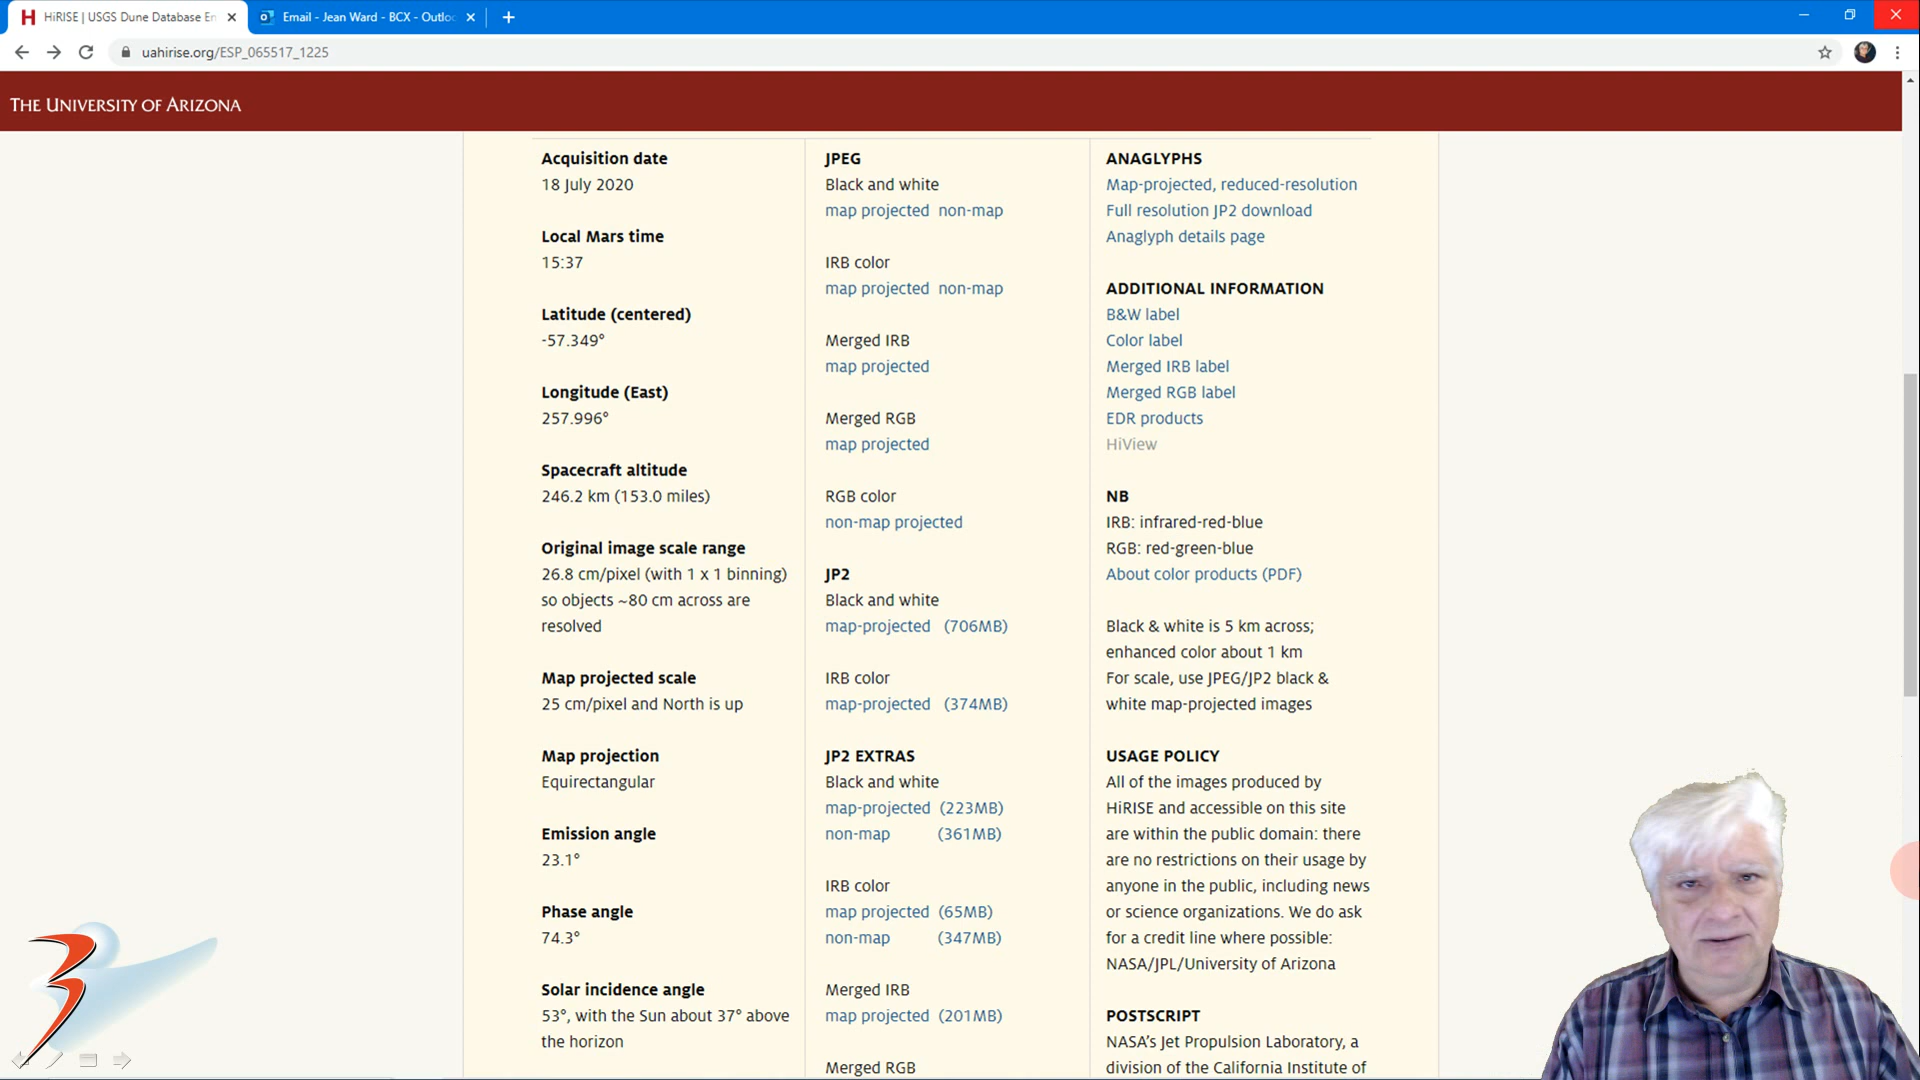 HiRISE | USGS Dune Database En
Email - Jean Ward - BCX - Outloo
uahirise.org/ESP_065517_1225
THE UNIVERSITY OF ARIZONA
Acquisition date
18 July 2020
Local Mars time
15:37
Latitude (centered)
-57.349°
Longitude (East)
257.996°
Spacecraft altitude
246.2 km (153.0 miles)
Original image scale range
26.8 cm/pixel (with 1 x 1 binning)
so objects ~80 cm across are
resolved
Map projected scale
25 cm/pixel and North is up
Map projection
Equirectangular
Emission angle
23.1°
Phase angle
74.3°
Solar incidence angle
53°, with the Sun about 37° above
the horizon
JPEG
Black and white
map projected non-map
IRB color
map projected non-map
Merged IRB
map projected
Merged RGB
map projected
RGB color
non-map projected
JP2
Black and white
map-projected (706MB)
IRB color
map-projected (374MB)
JP2 EXTRAS
Black and white
map-projected (223MB)
non-map (361MB)
IRB color
map projected (65MB)
non-map (347MB)
Merged IRB
map projected (201MB)
Merged RGB
ANAGLYPHS
Map-projected, reduced-resolution
Full resolution JP2 download
Anaglyph details page
ADDITIONAL INFORMATION
B&W label
Color label
Merged IRB label
Merged RGB label
EDR products
HiView
NB
IRB: infrared-red-blue
RGB: red-green-blue
About color products (PDF)
Black & white is 5 km across;
enhanced color about 1 km
For scale, use JPEG/JP2 black &
white map-projected images
USAGE POLICY
All of the images produced by
HiRISE and accessible on this site
are within the public domain: there
are no restrictions on their usage by
anyone in the public, including news
or science organizations. We do ask
for a credit line where possible:
NASA/JPL/University of Arizona
POSTSCRIPT
NASA's Jet Propulsion Laboratory, a
division of the California Institute of